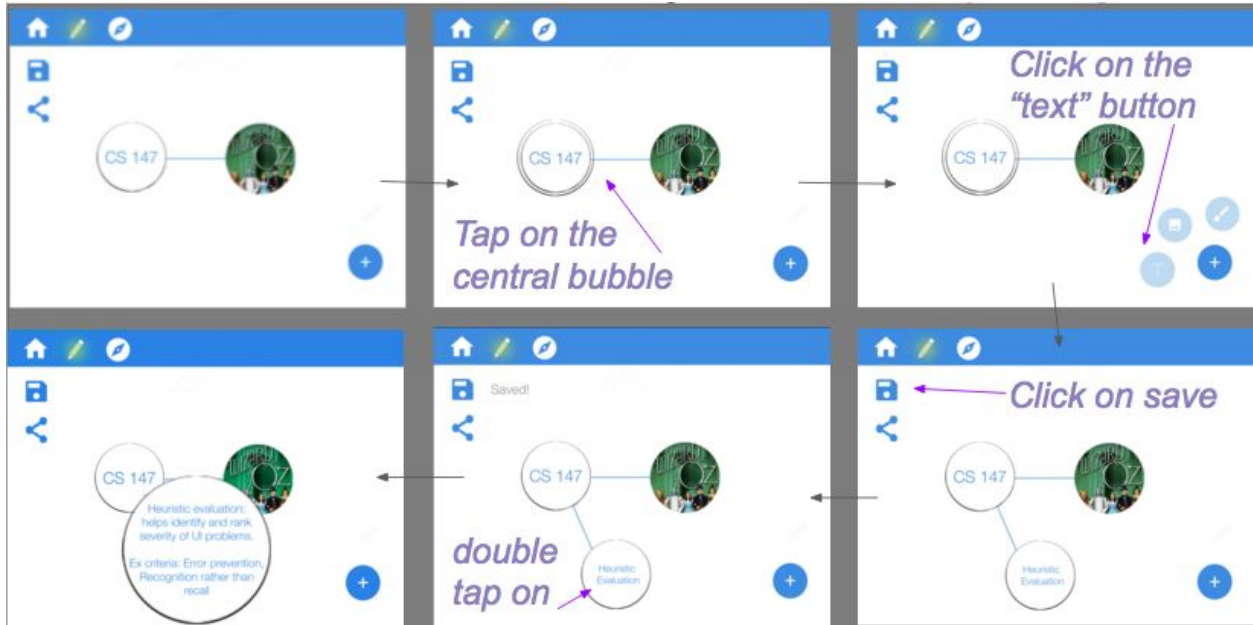 CS 147
CS 147
Tap on the
central bubble
Click on the
"text" button
CS 147
T
Click on save
CS 147
Heuristic
Evaluation
Saved!
CS 147
double
tap on
Heuristic
Evaluation
CS 147
Heuristic evaluation:
helps identify and rank
severity of UI problems.
Ex criteria: Error prevention,
Recognition rather than
recall